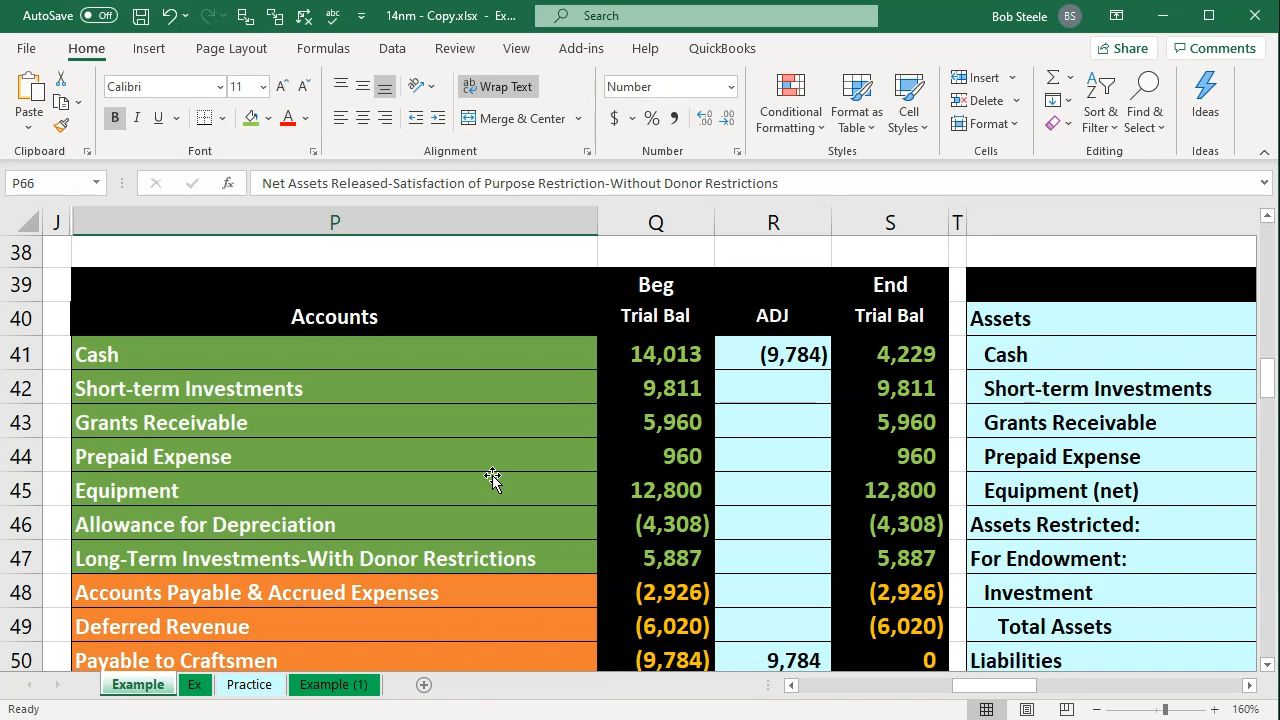 AutoSave Off 14nm - Copy.xlsx - Ex... Search Bob Steele BS
File Home Insert Page Layout Formulas Data Review View Add-ins Help QuickBooks Share Comments
Paste Calibri 11 Wrap Text Number Insert
B I U Merge & Center $ % Conditional Formatting Format as Table Cell Styles Delete Format Sort & Filter Find & Select Ideas
Clipboard Font Alignment Number Styles Cells Editing Ideas
P66 fx Net Assets Released-Satisfaction of Purpose Restriction-Without Donor Restrictions
J P Q R S T
38
39 Beg End
40 Accounts Trial Bal ADJ Trial Bal Assets
41 Cash 14,013 (9,784) 4,229 Cash
42 Short-term Investments 9,811 9,811 Short-term Investments
43 Grants Receivable 5,960 5,960 Grants Receivable
44 Prepaid Expense 960 960 Prepaid Expense
45 Equipment 12,800 12,800 Equipment (net)
46 Allowance for Depreciation (4,308) (4,308) Assets Restricted:
47 Long-Term Investments-With Donor Restrictions 5,887 5,887 For Endowment:
48 Accounts Payable & Accrued Expenses (2,926) (2,926) Investment
49 Deferred Revenue (6,020) (6,020) Total Assets
50 Payable to Craftsmen (9,784) 9,784 0 Liabilities
Example Ex Practice Example (1)
Ready 160%